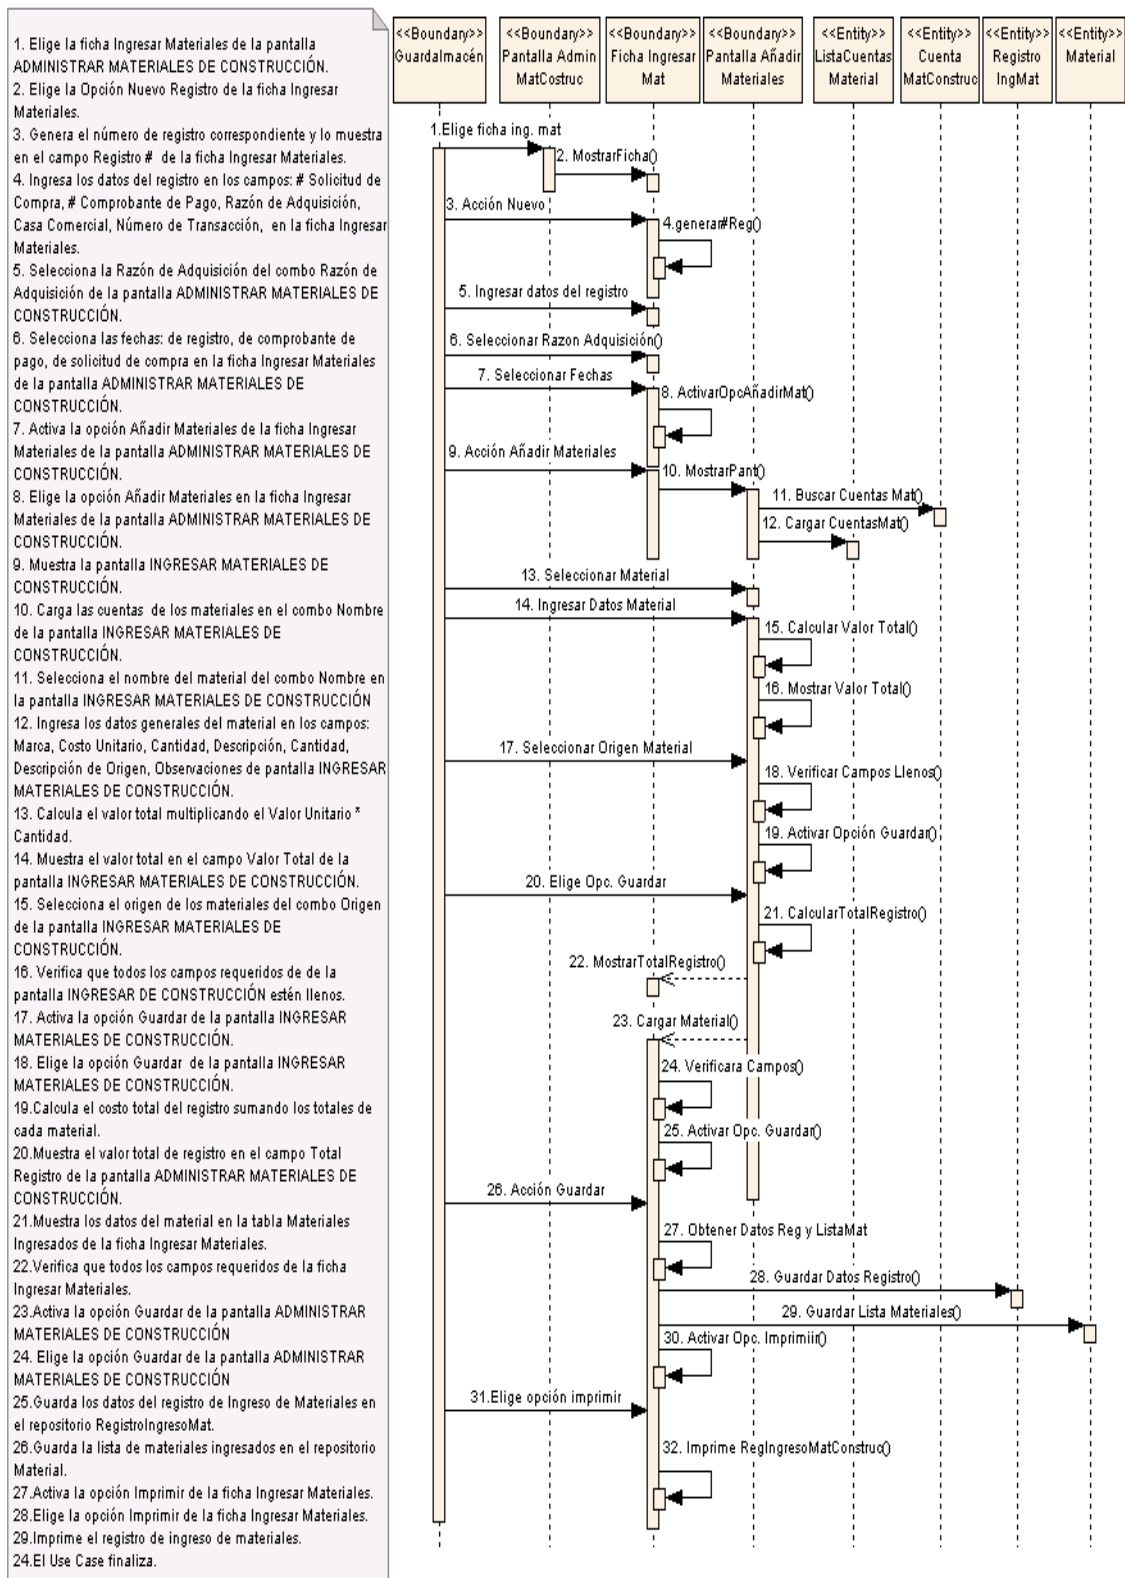 1. Elige la ficha Ingresar Materiales de la pantalla
ADMINISTRAR MATERIALES DE CONSTRUCCIÓN.
2. Elige la Opción Nuevo Registro de la ficha Ingresar
Materiales.
3. Genera el número de registro correspondiente y lo muestra
en el campo Registro # de la ficha Ingresar Materiales.
4. Ingresa los datos del registro en los campos: # Solicitud de
Compra, # Comprobante de Pago, Razón de Adquisición,
Casa Comercial, Número de Transacción, en la ficha Ingresar
Materiales.
5. Selecciona la Razón de Adquisición del combo Razón de
Adquisición de la pantalla ADMINISTRAR MATERIALES DE
CONSTRUCCIÓN.
6. Selecciona las fechas: de registro, de comprobante de
pago, de solicitud de compra en la ficha Ingresar Materiales
de la pantalla ADMINISTRAR MATERIALES DE
CONSTRUCCIÓN.
7. Activa la opción Añadir Materiales de la ficha Ingresar
Materiales de la pantalla ADMINISTRAR MATERIALES DE
CONSTRUCCIÓN.
8. Elige la opción Añadir Materiales en la ficha Ingresar
Materiales de la pantalla ADMINISTRAR MATERIALES DE
CONSTRUCCIÓN.
9. Muestra la pantalla INGRESAR MATERIALES DE
CONSTRUCCIÓN.
10. Carga las cuentas de los materiales en el combo Nombre
de la pantalla INGRESAR MATERIALES DE
CONSTRUCCIÓN.
11. Selecciona el nombre del material del combo Nombre en
la pantalla INGRESAR MATERIALES DE CONSTRUCCIÓN
12. Ingresa los datos generales del material en los campos:
Marca, Costo Unitario, Cantidad, Descripción, Cantidad,
Descripción de Origen, Observaciones de pantalla INGRESAR
MATERIALES DE CONSTRUCCIÓN.
13. Calcula el valor total multiplicando el Valor Unitario *
Cantidad.
14. Muestra el valor total en el campo Valor Total de la
pantalla INGRESAR MATERIALES DE CONSTRUCCIÓN.
15. Selecciona el origen de los materiales del combo Origen
de la pantalla INGRESAR MATERIALES DE
CONSTRUCCIÓN.
16. Verifica que todos los campos requeridos de de la
pantalla INGRESAR DE CONSTRUCCIÓN estén llenos.
17. Activa la opción Guardar de la pantalla INGRESAR
MATERIALES DE CONSTRUCCIÓN.
18. Elige la opción Guardar de la pantalla INGRESAR
MATERIALES DE CONSTRUCCIÓN.
19.Calcula el costo total del registro sumando los totales de
cada material.
20.Muestra el valor total de registro en el campo Total
Registro de la pantalla ADMINISTRAR MATERIALES DE
CONSTRUCCIÓN.
21.Muestra los datos del material en la tabla Materiales
Ingresados de la ficha Ingresar Materiales.
22.Verifica que todos los campos requeridos de la ficha
Ingresar Materiales.
23.Activa la opción Guardar de la pantalla ADMINISTRAR
MATERIALES DE CONSTRUCCIÓN
24. Elige la opción Guardar de la pantalla ADMINISTRAR
MATERIALES DE CONSTRUCCIÓN
25.Guarda los datos del registro de Ingreso de Materiales en
el repositorio RegistroIngresoMat.
26.Guarda la lista de materiales ingresados en el repositorio
Material.
27.Activa la opción Imprimir de la ficha Ingresar Materiales.
28.Elige la opción Imprimir de la ficha Ingresar Materiales.
29.Imprime el registro de ingreso de materiales.
24.El Use Case finaliza.
<<Boundary>>
Guardalmacén
<<Boundary>>
Pantalla Admin
MatCostruc
<<Boundary>>
Ficha Ingresar
Mat
<<Boundary>>
Pantalla Añadir
Materiales
<<Entity>>
ListaCuentas
Material
<<Entity>>
Cuenta
MatConstruc
<<Entity>>
Registro
IngMat
<<Entity>>
Material
1.Elige ficha ing. mat
2. MostrarFicha()
3. Acción Nuevo
4.generar#Reg()
5. Ingresar datos del registro
6. Seleccionar Razon Adquisición()
7. Seleccionar Fechas
8. ActivarOpcAñadirMat()
9. Acción Añadir Materiales
10. MostrarPant()
11. Buscar Cuentas Mat()
12. Cargar CuentasMat()
13. Seleccionar Material
14. Ingresar Datos Material
15. Calcular Valor Total()
16. Mostrar Valor Total()
17. Seleccionar Origen Material
18. Verificar Campos Llenos()
19. Activar Opción Guardar()
20. Elige Opc. Guardar
21. CalcularTotalRegistro()
22. MostrarTotalRegistro()
23. Cargar Material()
24. Verificara Campos()
25. Activar Opc. Guardar()
26. Acción Guardar
27. Obtener Datos Reg y ListaMat
28. Guardar Datos Registro()
29. Guardar Lista Materiales()
30. Activar Opc. Imprimiir()
31.Elige opción imprimir
32. Imprime RegIngresoMatConstruc()